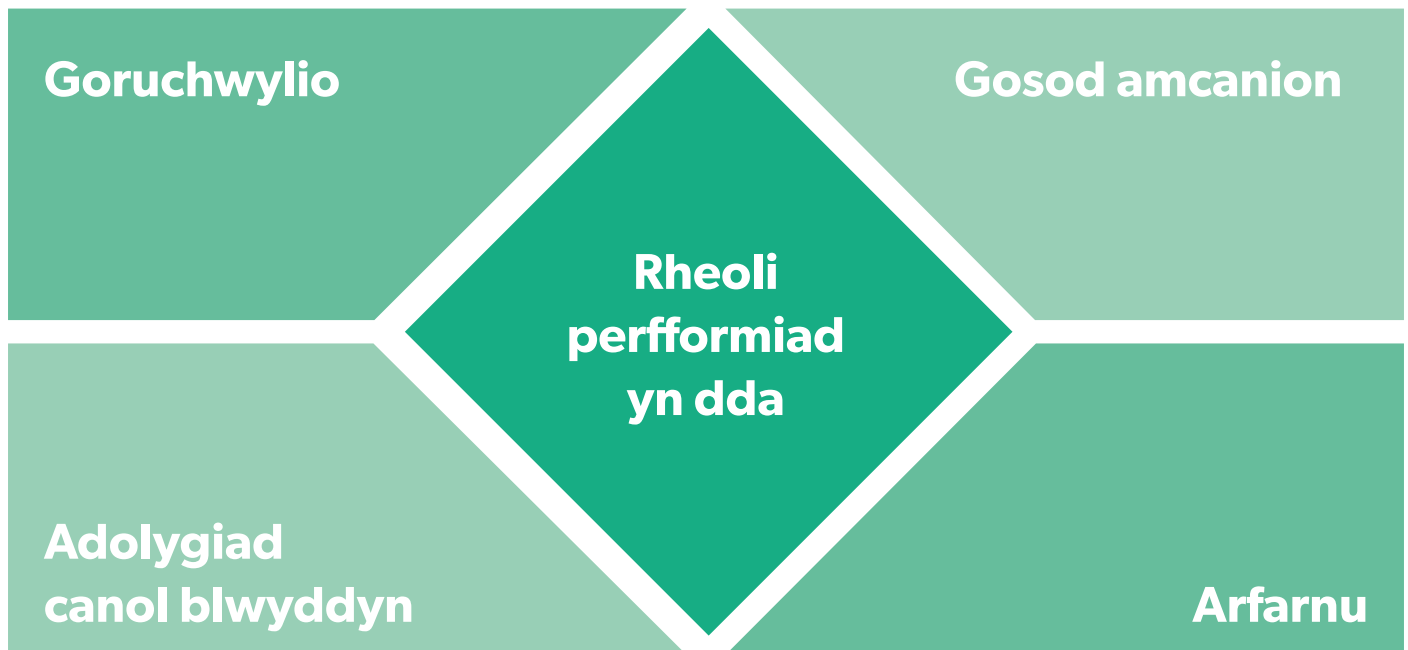 Goruchwylio
Gosod amcanion
Rheoli
perfformiad
yn dda
Adolygiad
canol blwyddyn
Arfarnu